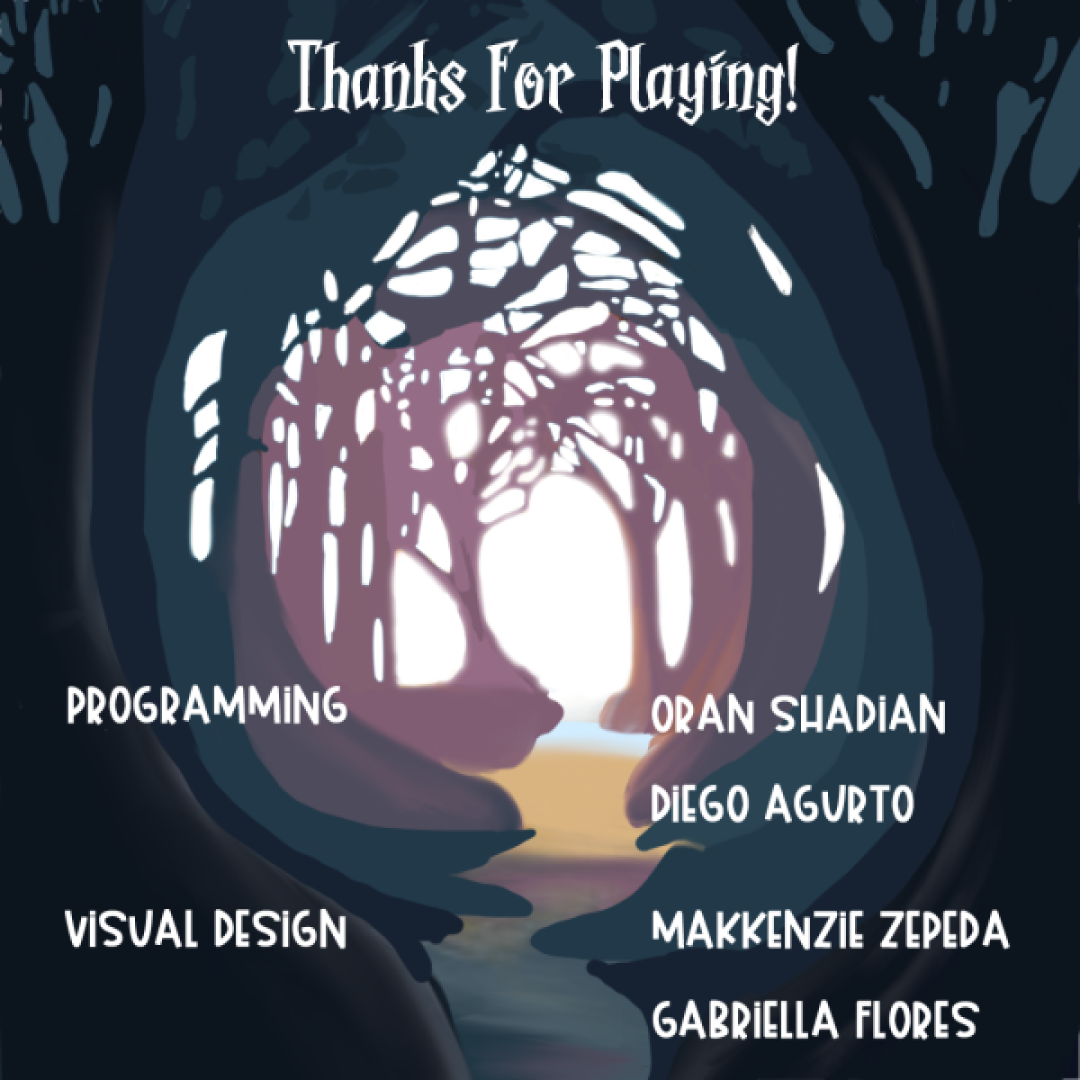 Thanks For Playing!
PROGRAMMiNG
ORAN SHADiAN
DiEGO AGURTO
ViSUAL DESiGN
MAKKENZiE ZEPEDA
GABRiELLA FLORES